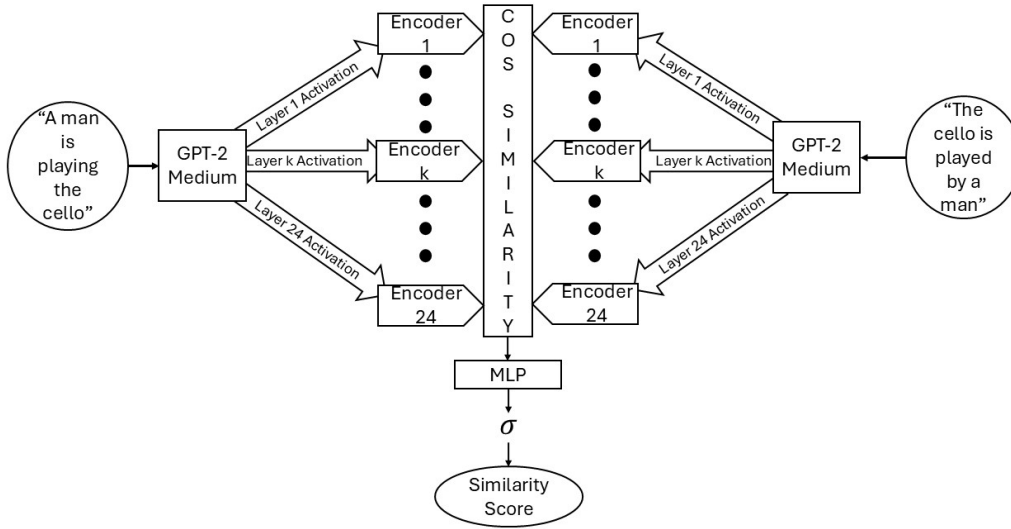 “A man
is
playing
the
cello”
GPT-2
Medium
Layer 1 Activation
Layer k Activation
Layer 24 Activation
Encoder
1
Encoder
k
Encoder
24
C
O
S
S
I
M
I
L
A
R
I
T
Y
Encoder
1
Encoder
k
Encoder
24
Layer 1 Activation
Layer k Activation
Layer 24 Activation
GPT-2
Medium
“The
cello is
played
by a
man”
MLP
σ
Similarity
Score